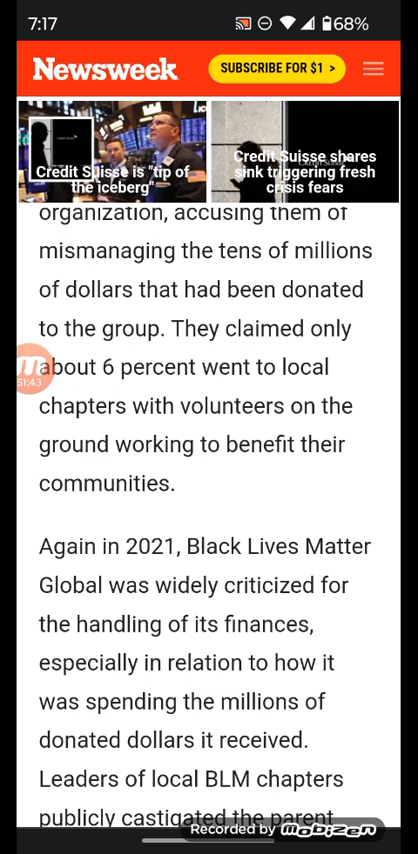 7:17
68%
Newsweek
SUBSCRIBE FOR $1 >
Credit Suisse is "tip of
the iceberg"
Credit Suisse shares
sink triggering fresh
crisis fears
organization, accusing them of
mismanaging the tens of millions
of dollars that had been donated
to the group. They claimed only
about 6 percent went to local
51:43
chapters with volunteers on the
ground working to benefit their
communities.
Again in 2021, Black Lives Matter
Global was widely criticized for
the handling of its finances,
especially in relation to how it
was spending the millions of
donated dollars it received.
Leaders of local BLM chapters
publicly castigated the parent
Recorded by mobizen